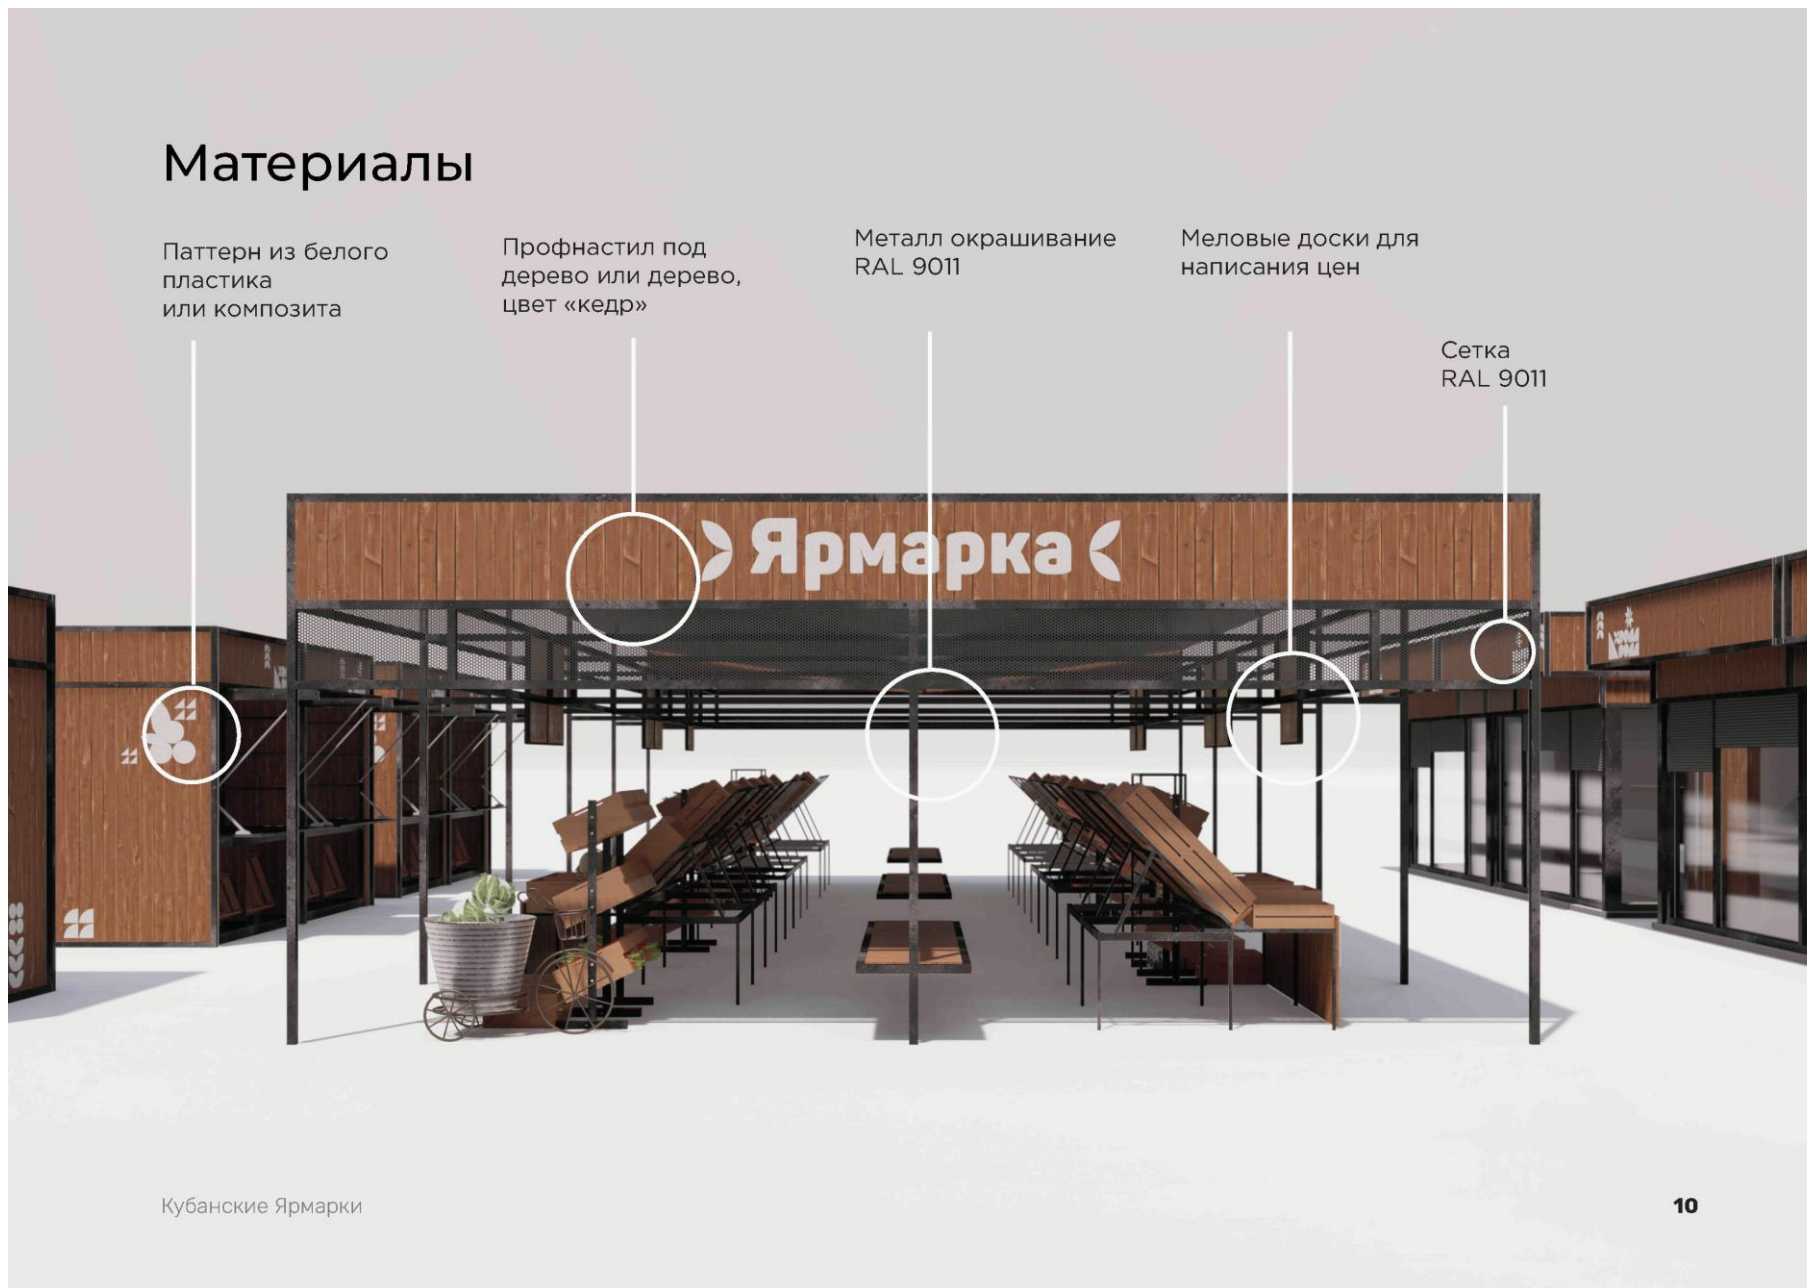 Материалы
Паттерн из белого
пластика
или композита
Профнастил под
дерево или дерево,
цвет «кедр»
Металл окрашивание
RAL 9011
Меловые доски для
написания цен
Сетка
RAL 9011
Ярмарка
Кубанские Ярмарки
10